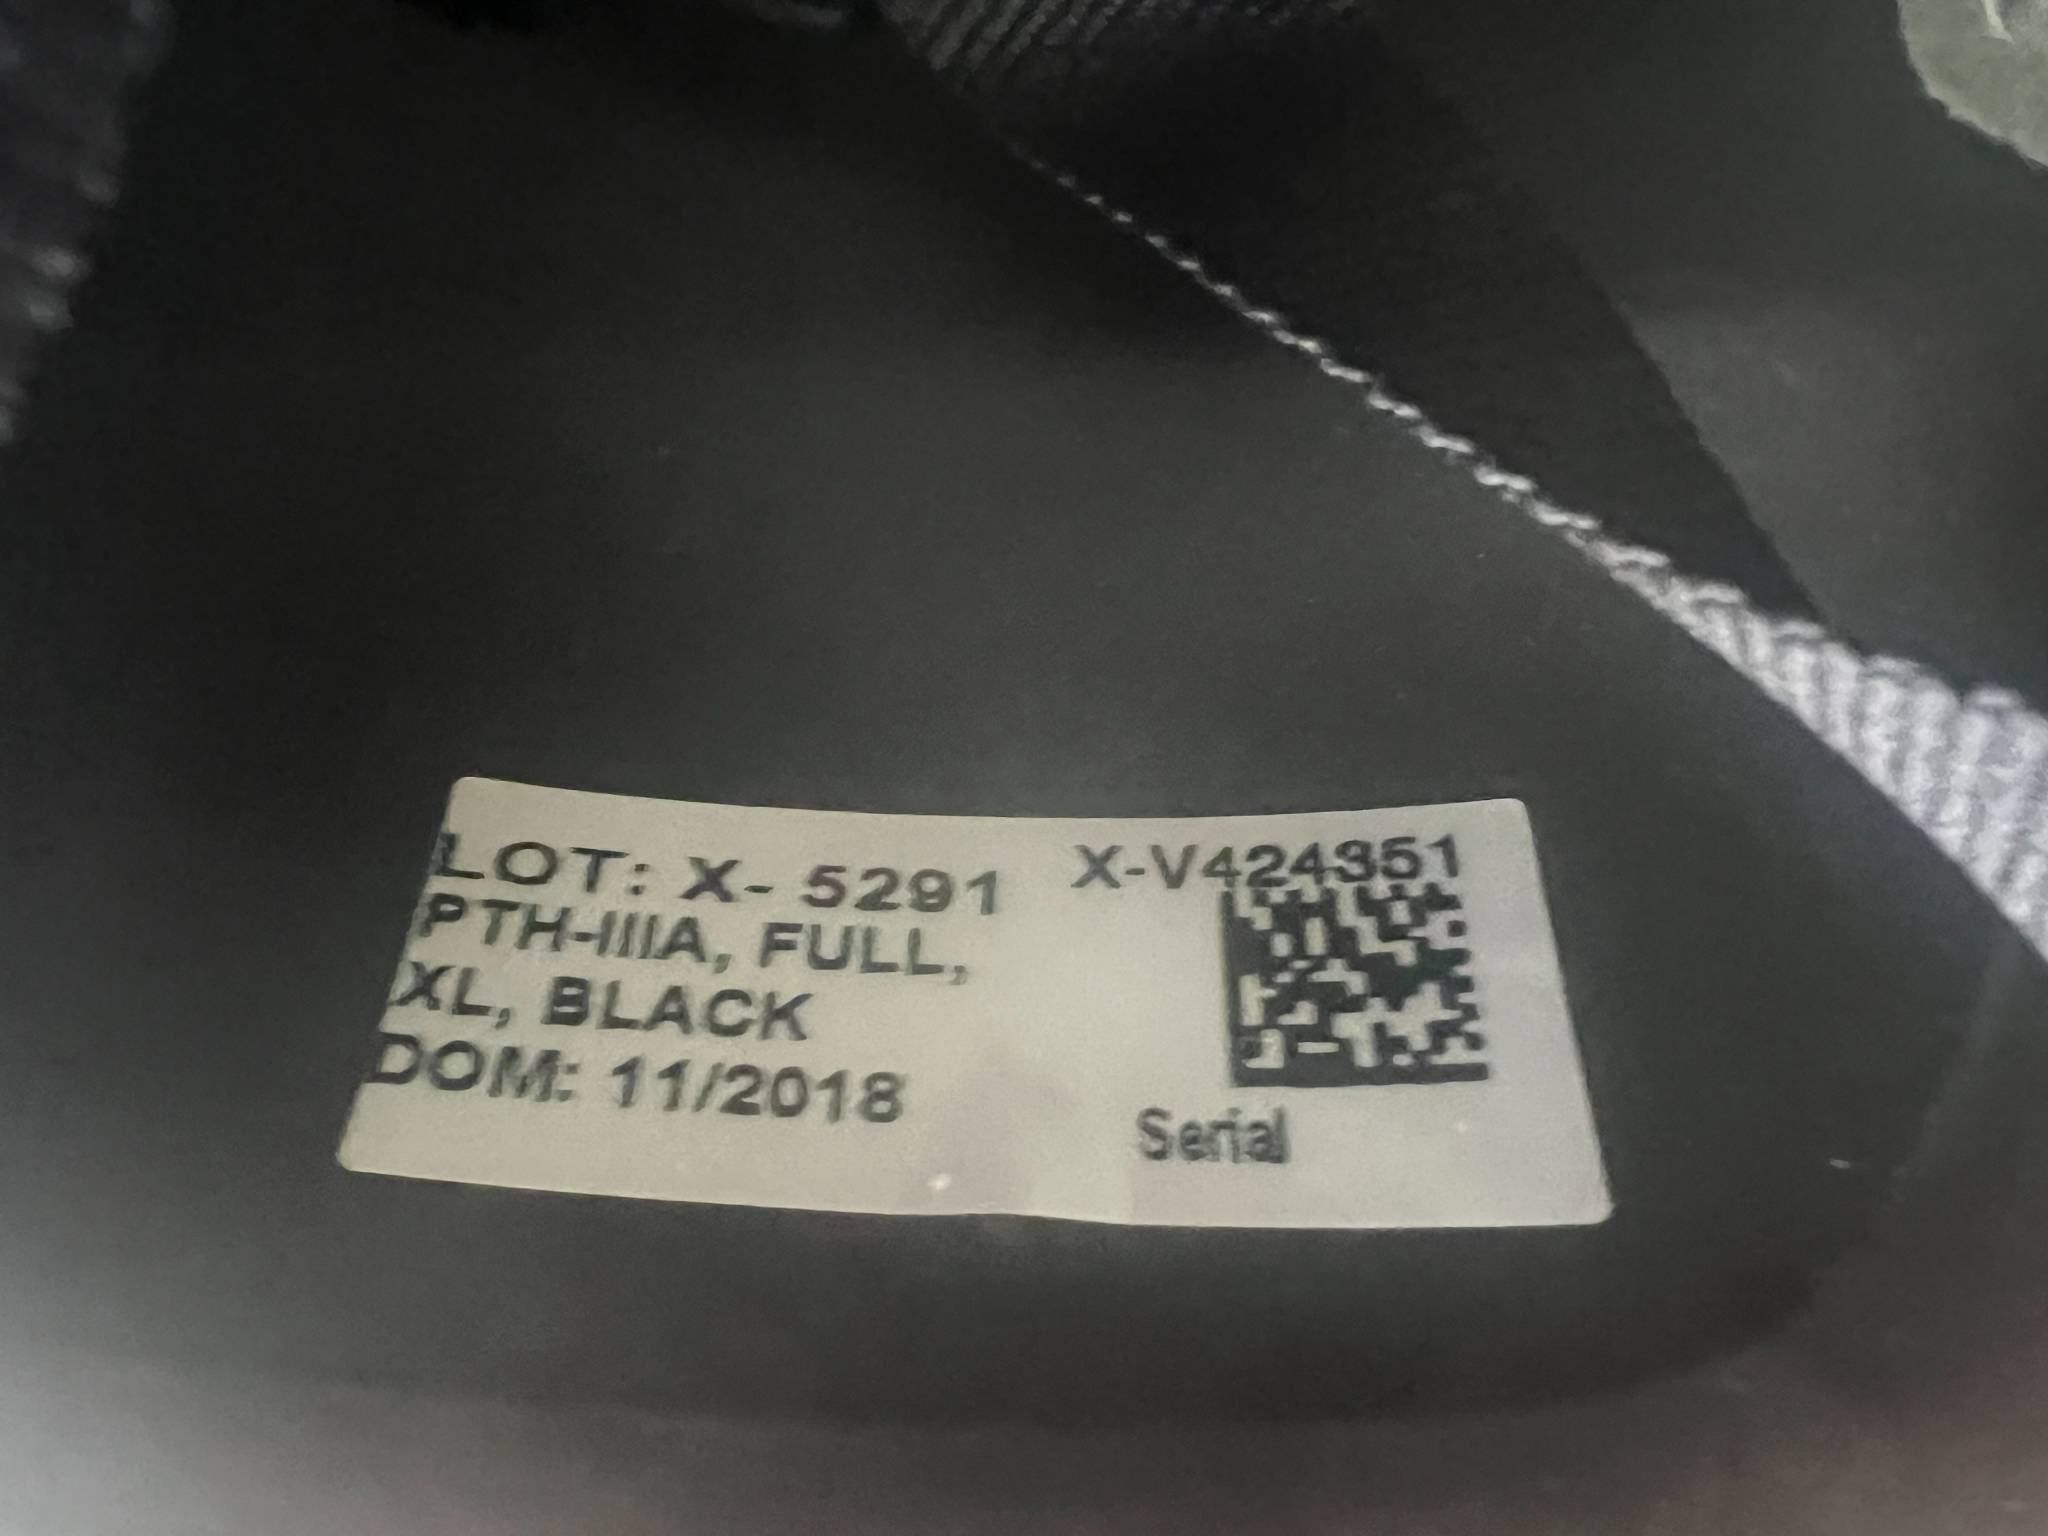 LOT: X- 5291
PTH-IIIA, FULL,
XL, BLACK
DOM: 11/2018
X-V424351
Serial